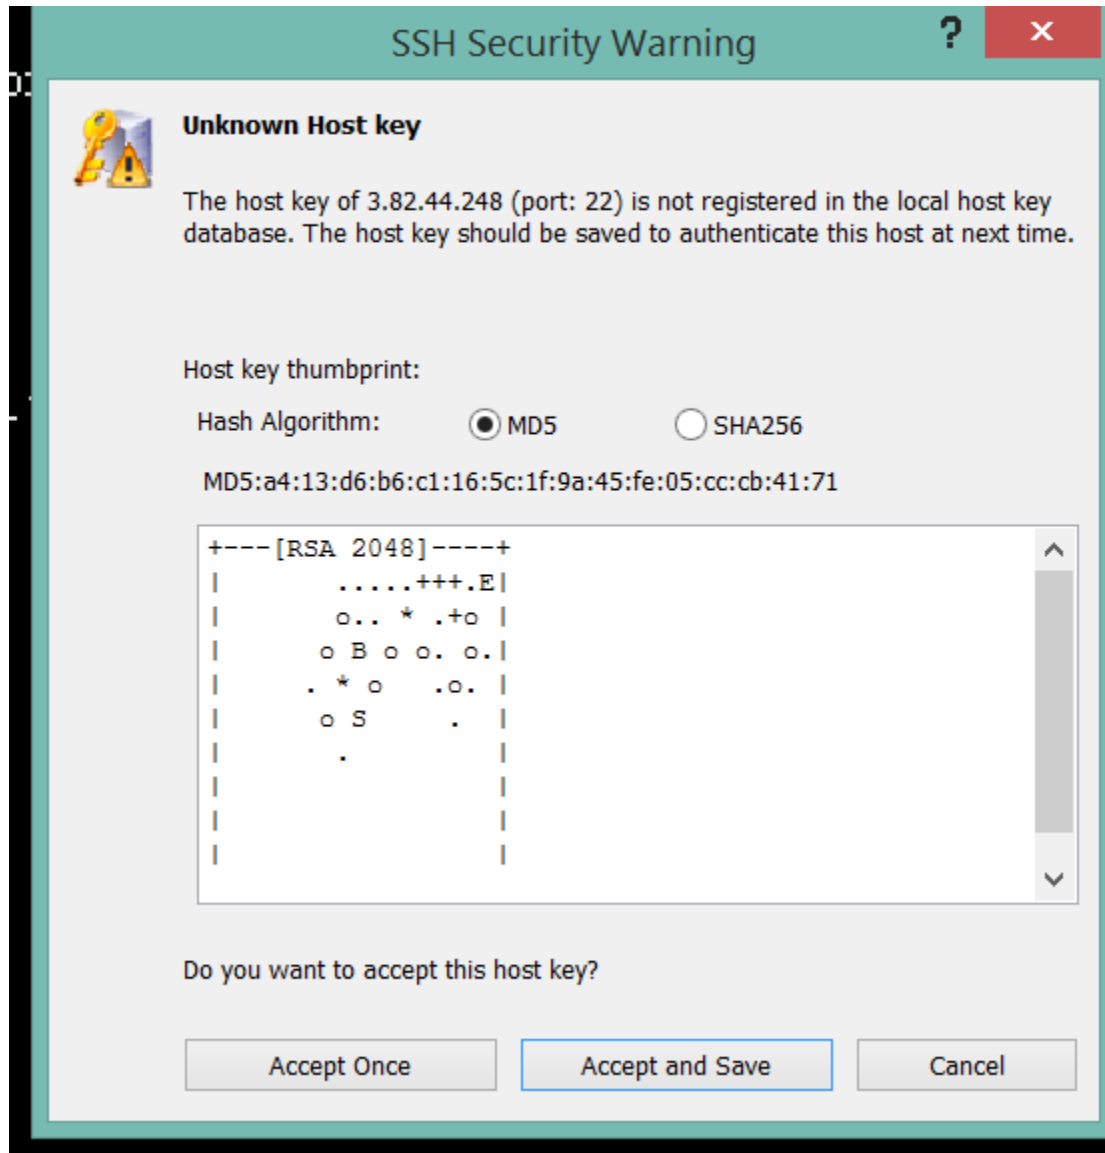 SSH Security Warning
?
×
Unknown Host key
The host key of 3.82.44.248 (port: 22) is not registered in the local host key
database. The host key should be saved to authenticate this host at next time.
Host key thumbprint:
Hash Algorithm: MD5 SHA256
MD5:a4:13:d6:b6:c1:16:5c:1f:9a:45:fe:05:cc:cb:41:71
+---[RSA 2048]----+
|       .....+++.E|
|       o.. * .+o |
|      o B o o. o.|
|     . * o   .o. |
|      o S     .  |
|       .         |
|                 |
|                 |
|                 |
Do you want to accept this host key?
Accept Once Accept and Save Cancel